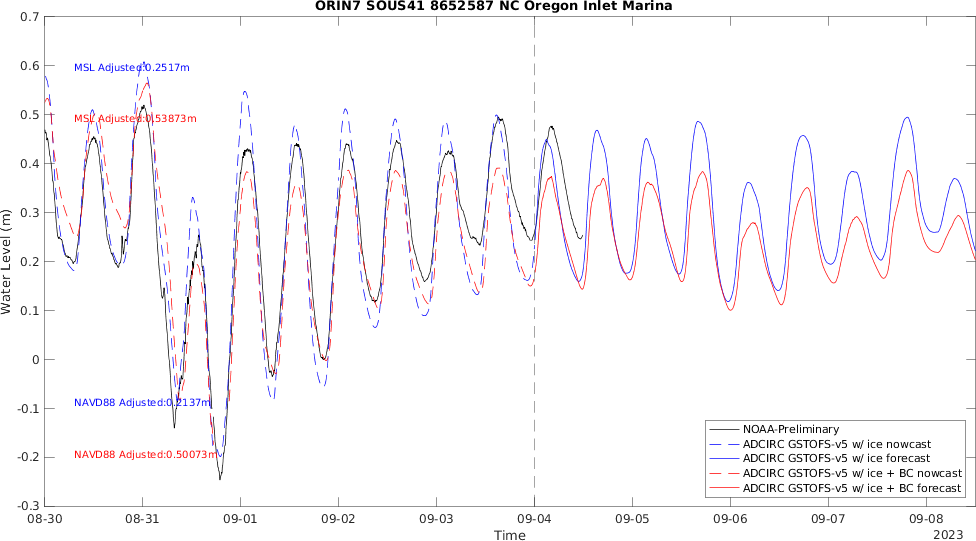 ORIN7 SOUS41 8652587 NC Oregon Inlet Marina
0.7
0.6
0.5
0.4
0.3
0.2
0.1
0
-0.1
-0.2
-0.3
Water Level (m)
MSL Adjusted:0.2517m
MSL Adjusted:0.53873m
NAVD88 Adjusted:0.2137m
NAVD88 Adjusted:0.50073m
NOAA-Preliminary
ADCIRC GSTOFS-v5 w/ ice nowcast
ADCIRC GSTOFS-v5 w/ ice forecast
ADCIRC GSTOFS-v5 w/ ice + BC nowcast
ADCIRC GSTOFS-v5 w/ ice + BC forecast
08-30 08-31 09-01 09-02 09-03 09-04 09-05 09-06 09-07 09-08
Time
2023